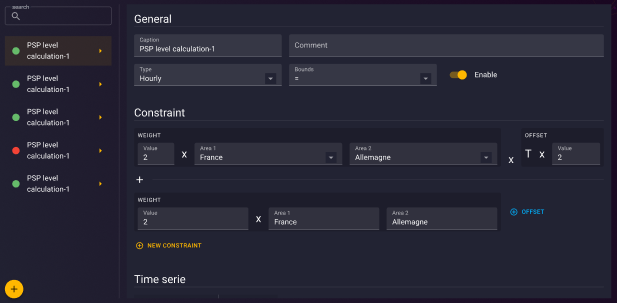 search
PSP level
calculation-1
PSP level
calculation-1
PSP level
calculation-1
PSP level
calculation-1
PSP level
calculation-1
+
General
Caption
PSP level calculation-1
Comment
Type
Hourly
Bounds
=
Enable
Constraint
WEIGHT
Value
2
x
Area 1
France
Area 2
Allemagne
x
OFFSET
T x
Value
2
+
WEIGHT
Value
2
x
Area 1
France
Area 2
Allemagne
OFFSET
NEW CONSTRAINT
Time serie